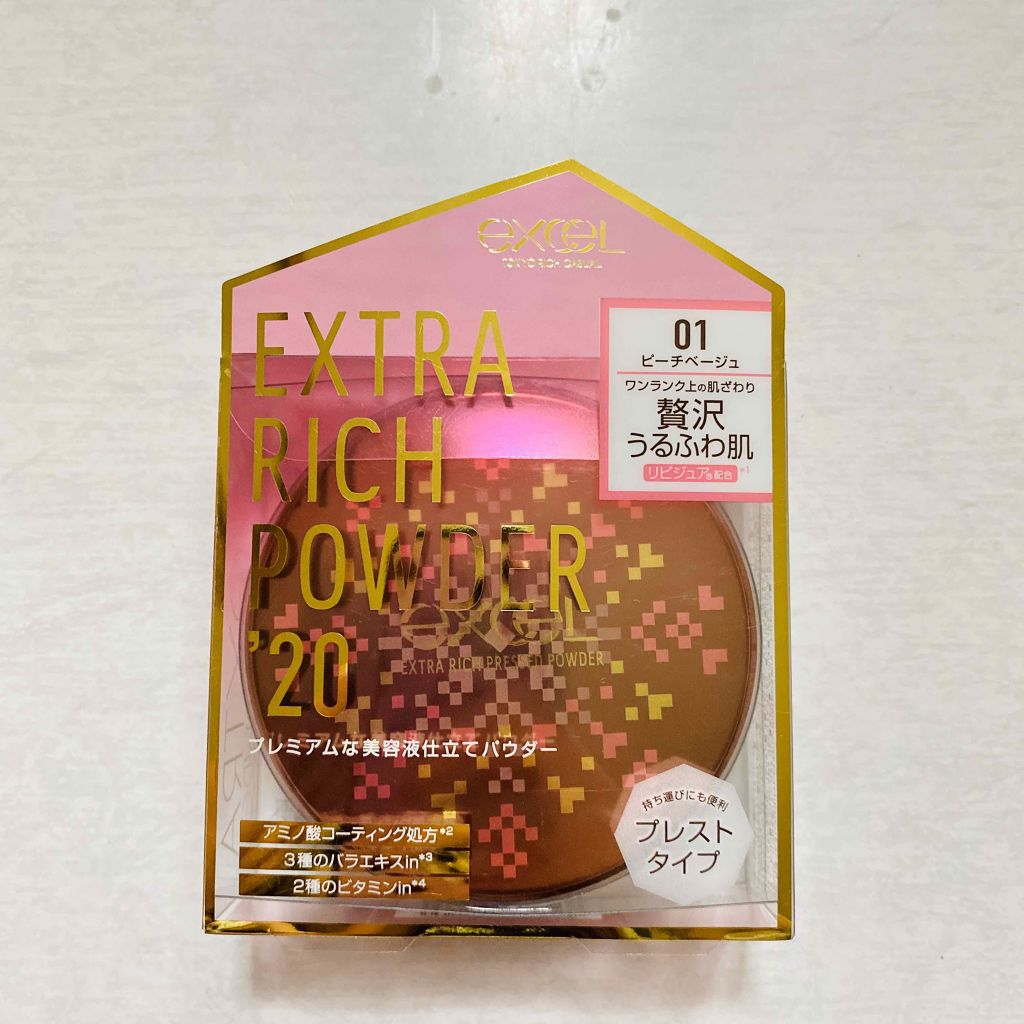 excel
TOKYO RICH CASUAL
EXTRA
RICH
POWDER
'20
01
ピーチベージュ
ワンランク上の肌ざわり
贅沢
うるふわ肌
リピジュア®配合*1
excel
EXTRA RICH PRESSED POWDER
プレミアムな美容液仕立てパウダー
アミノ酸コーティング処方*2
3種のバラエキスin*3
2種のビタミンin*4
持ち運びにも便利
プレスト
タイプ